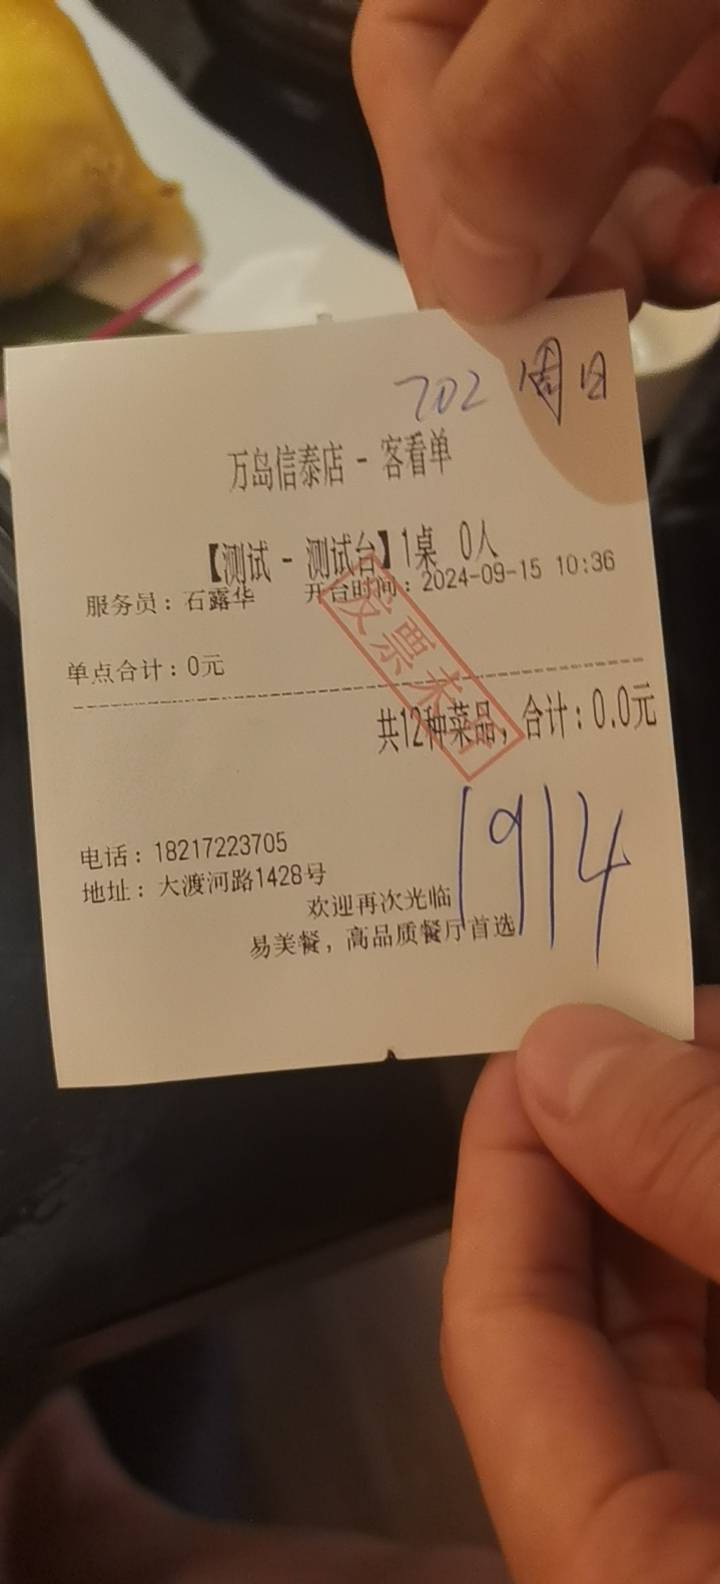 702 周日
万岛信泰店 - 客看单
【测试 - 测试台】1桌 0人
服务员：石露华 开台时间：2024-09-15 10:36
发票未
单点合计：0元
共12种菜品，合计：0.0元
1914
电话：18217223705
地址：大渡河路1428号
欢迎再次光临
易美餐，高品质餐厅首选